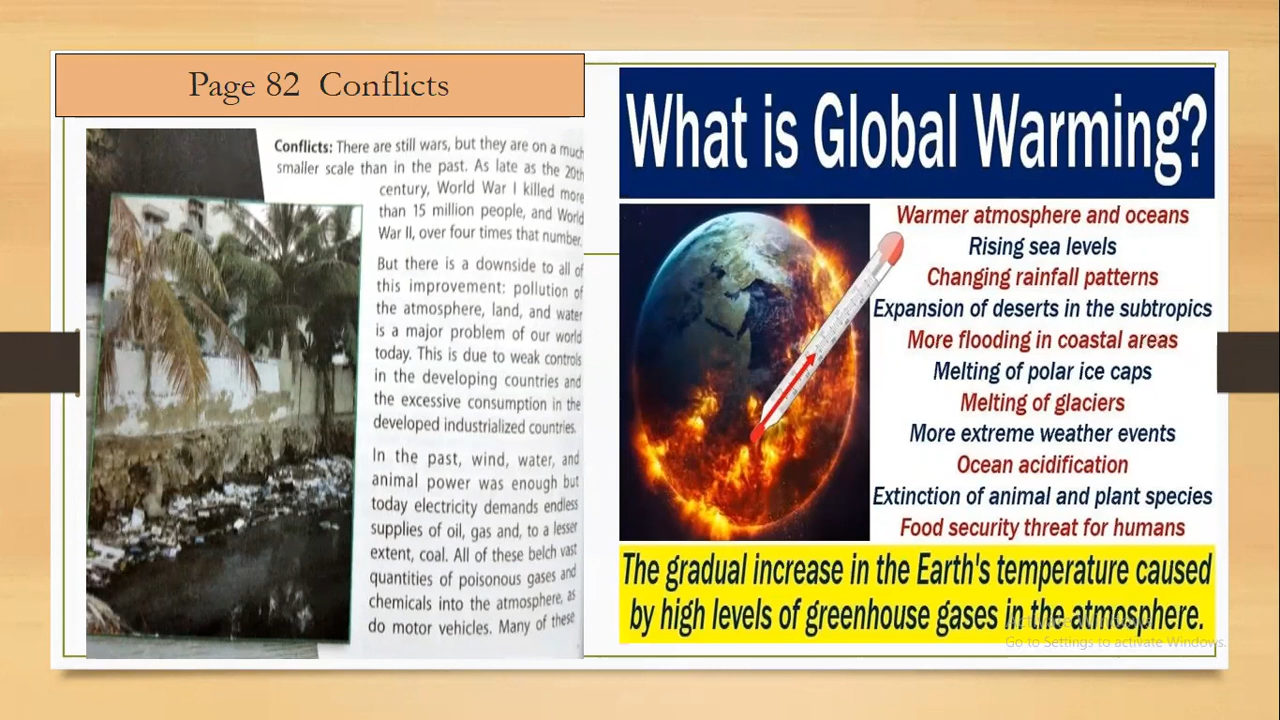 Page 82 Conflicts
Conflicts: There are still wars, but they are on a much
smaller scale than in the past. As late as the 20th
century, World War I killed more
than 15 million people, and World
War II, over four times that number.
But there is a downside to all of
this improvement: pollution of
the atmosphere, land, and water
is a major problem of our world
today. This is due to weak controls
in the developing countries and
the excessive consumption in the
developed industrialized countries.
In the past, wind, water, and
animal power was enough but
today electricity demands endless
supplies of oil, gas and, to a lesser
extent, coal. All of these belch vast
quantities of poisonous gases and
chemicals into the atmosphere, as
do motor vehicles. Many of these
What is Global Warming?
Warmer atmosphere and oceans
Rising sea levels
Changing rainfall patterns
Expansion of deserts in the subtropics
More flooding in coastal areas
Melting of polar ice caps
Melting of glaciers
More extreme weather events
Ocean acidification
Extinction of animal and plant species
Food security threat for humans
The gradual increase in the Earth's temperature caused
by high levels of greenhouse gases in the atmosphere.
Activate Windows
Go to Settings to activate Windows.